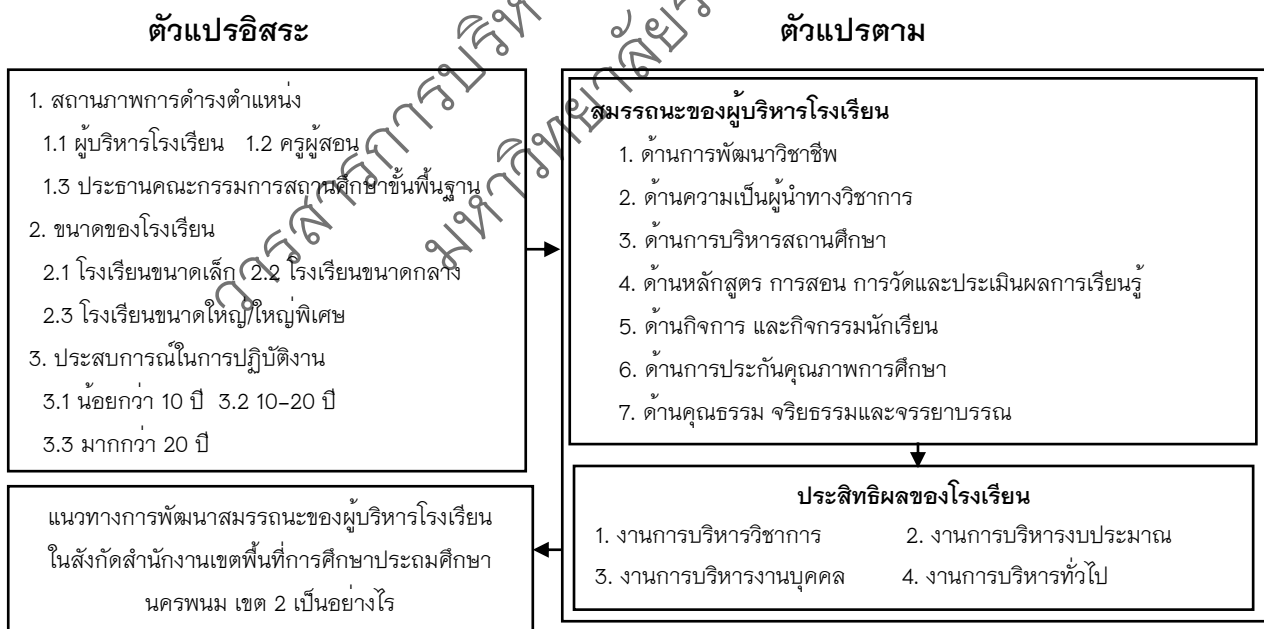 ตัวแปรอิสระ
1. สถานภาพการดำรงตำแหน่ง
1.1 ผู้บริหารโรงเรียน 1.2 ครูผู้สอน
1.3 ประธานคณะกรรมการสถานศึกษาขั้นพื้นฐาน
2. ขนาดของโรงเรียน
2.1 โรงเรียนขนาดเล็ก 2.2 โรงเรียนขนาดกลาง
2.3 โรงเรียนขนาดใหญ่/ใหญ่พิเศษ
3. ประสบการณ์ในการปฏิบัติงาน
3.1 น้อยกว่า 10 ปี 3.2 10–20 ปี
3.3 มากกว่า 20 ปี
ตัวแปรตาม
สมรรถนะของผู้บริหารโรงเรียน
1. ด้านการพัฒนาวิชาชีพ
2. ด้านความเป็นผู้นำทางวิชาการ
3. ด้านการบริหารสถานศึกษา
4. ด้านหลักสูตร การสอน การวัดและประเมินผลการเรียนรู้
5. ด้านกิจการ และกิจกรรมนักเรียน
6. ด้านการประกันคุณภาพการศึกษา
7. ด้านคุณธรรม จริยธรรมและจรรยาบรรณ
ประสิทธิผลของโรงเรียน
1. งานการบริหารวิชาการ 2. งานการบริหารงบประมาณ
3. งานการบริหารงานบุคคล 4. งานการบริหารทั่วไป
แนวทางการพัฒนาสมรรถนะของผู้บริหารโรงเรียน
ในสังกัดสำนักงานเขตพื้นที่การศึกษาประถมศึกษา
นครพนม เขต 2 เป็นอย่างไร
วารสารการบริห
มหาวิทยาลัย